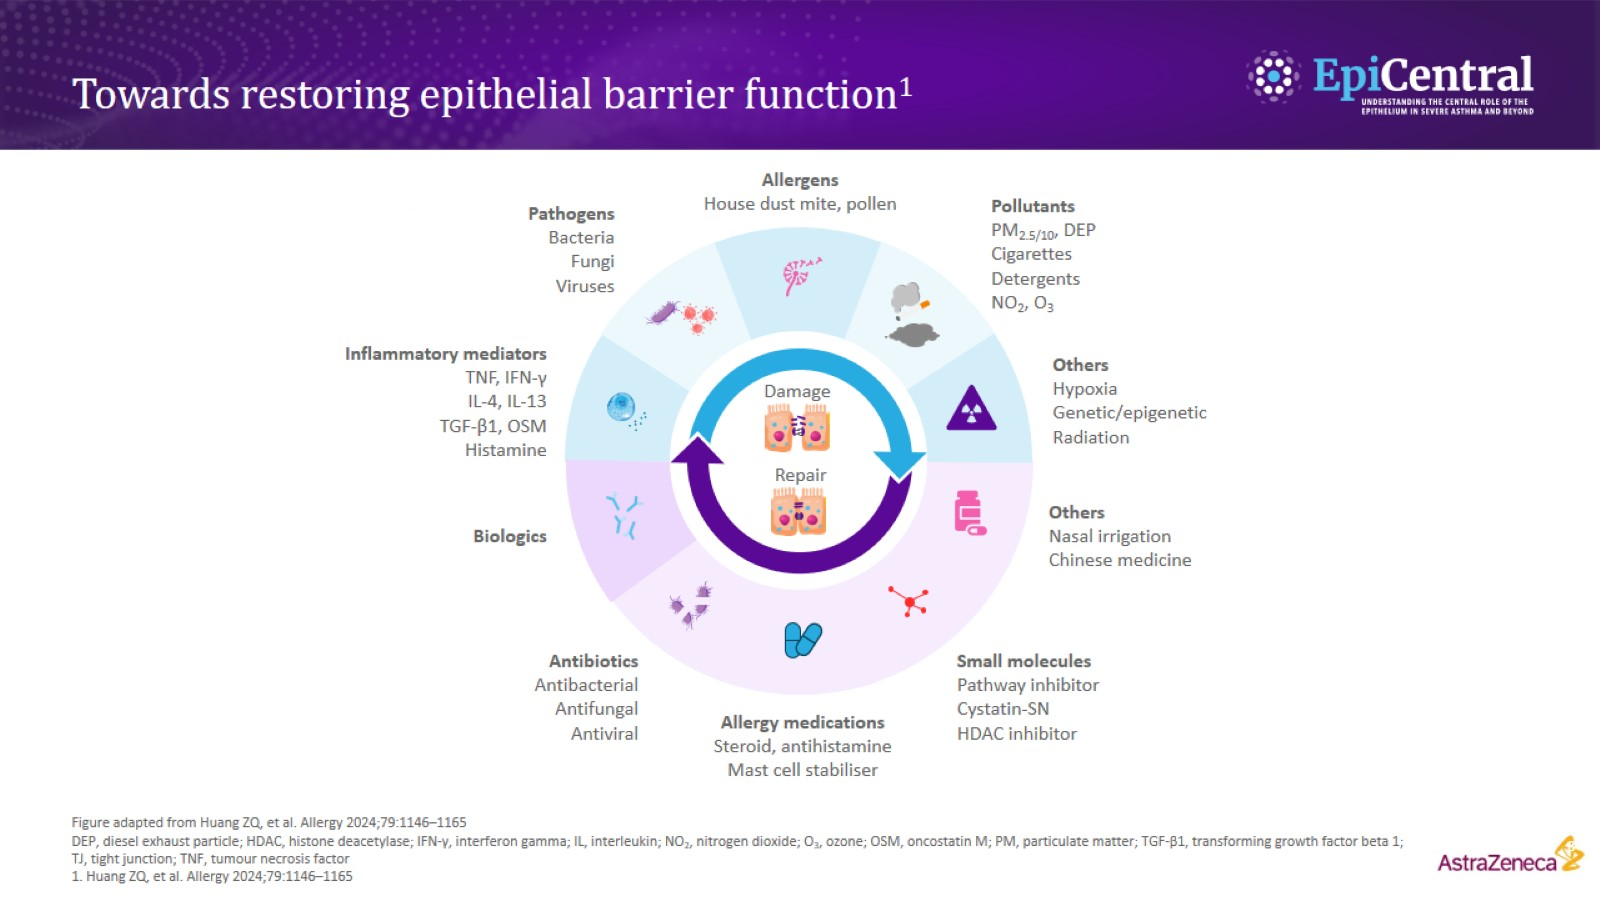 Towards restoring epithelial barrier function¹
EpiCentral
UNDERSTANDING THE CENTRAL ROLE OF THE
EPITHELIUM IN SEVERE ASTHMA AND BEYOND
Allergens
House dust mite, pollen
Pollutants
PM₂.₅/₁₀, DEP
Cigarettes
Detergents
NO₂, O₃
Others
Hypoxia
Genetic/epigenetic
Radiation
Others
Nasal irrigation
Chinese medicine
Small molecules
Pathway inhibitor
Cystatin-SN
HDAC inhibitor
Allergy medications
Steroid, antihistamine
Mast cell stabiliser
Antibiotics
Antibacterial
Antifungal
Antiviral
Biologics
Inflammatory mediators
TNF, IFN-γ
IL-4, IL-13
TGF-β1, OSM
Histamine
Pathogens
Bacteria
Fungi
Viruses
Damage
Repair
Figure adapted from Huang ZQ, et al. Allergy 2024;79:1146–1165
DEP, diesel exhaust particle; HDAC, histone deacetylase; IFN-γ, interferon gamma; IL, interleukin; NO₂, nitrogen dioxide; O₃, ozone; OSM, oncostatin M; PM, particulate matter; TGF-β1, transforming growth factor beta 1;
TJ, tight junction; TNF, tumour necrosis factor
1. Huang ZQ, et al. Allergy 2024;79:1146–1165
AstraZeneca